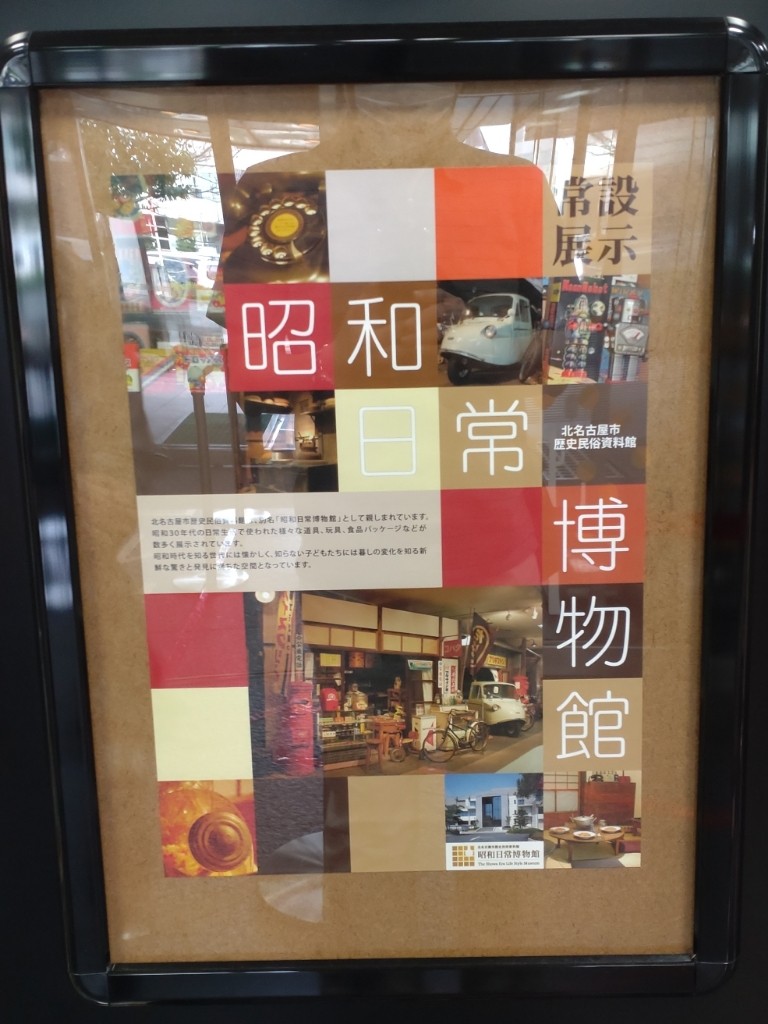 常設
展示
昭和
日常
博物館
北名古屋市
歴史民俗資料館
北名古屋市歴史民俗資料館 「昭和日常博物館」として親しまれています。
昭和30年代の日常生活で使われた様々な道具、玩具、食品パッケージなどが
数多く展示されています。
昭和時代を知る世代には懐かしく、知らない子どもたちには暮しの変化を知る新
鮮な驚きと発見に満ちた空間となっています。
昭和日常博物館
The Showa Era Life Style Museum